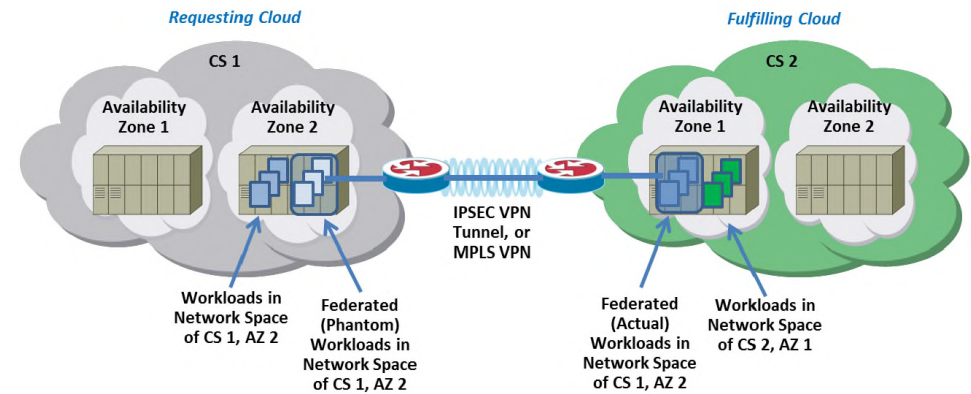 Requesting Cloud
Fulfilling Cloud
CS 1
CS 2
Availability
Zone 1
Availability
Zone 2
Availability
Zone 1
Availability
Zone 2
IPSEC VPN
Tunnel, or
MPLS VPN
Workloads in
Network Space
of CS 1, AZ 2
Federated
(Phantom)
Workloads in
Network Space
of CS 1, AZ 2
Federated
(Actual)
Workloads in
Network Space
of CS 1, AZ 2
Workloads in
Network Space
of CS 2, AZ 1